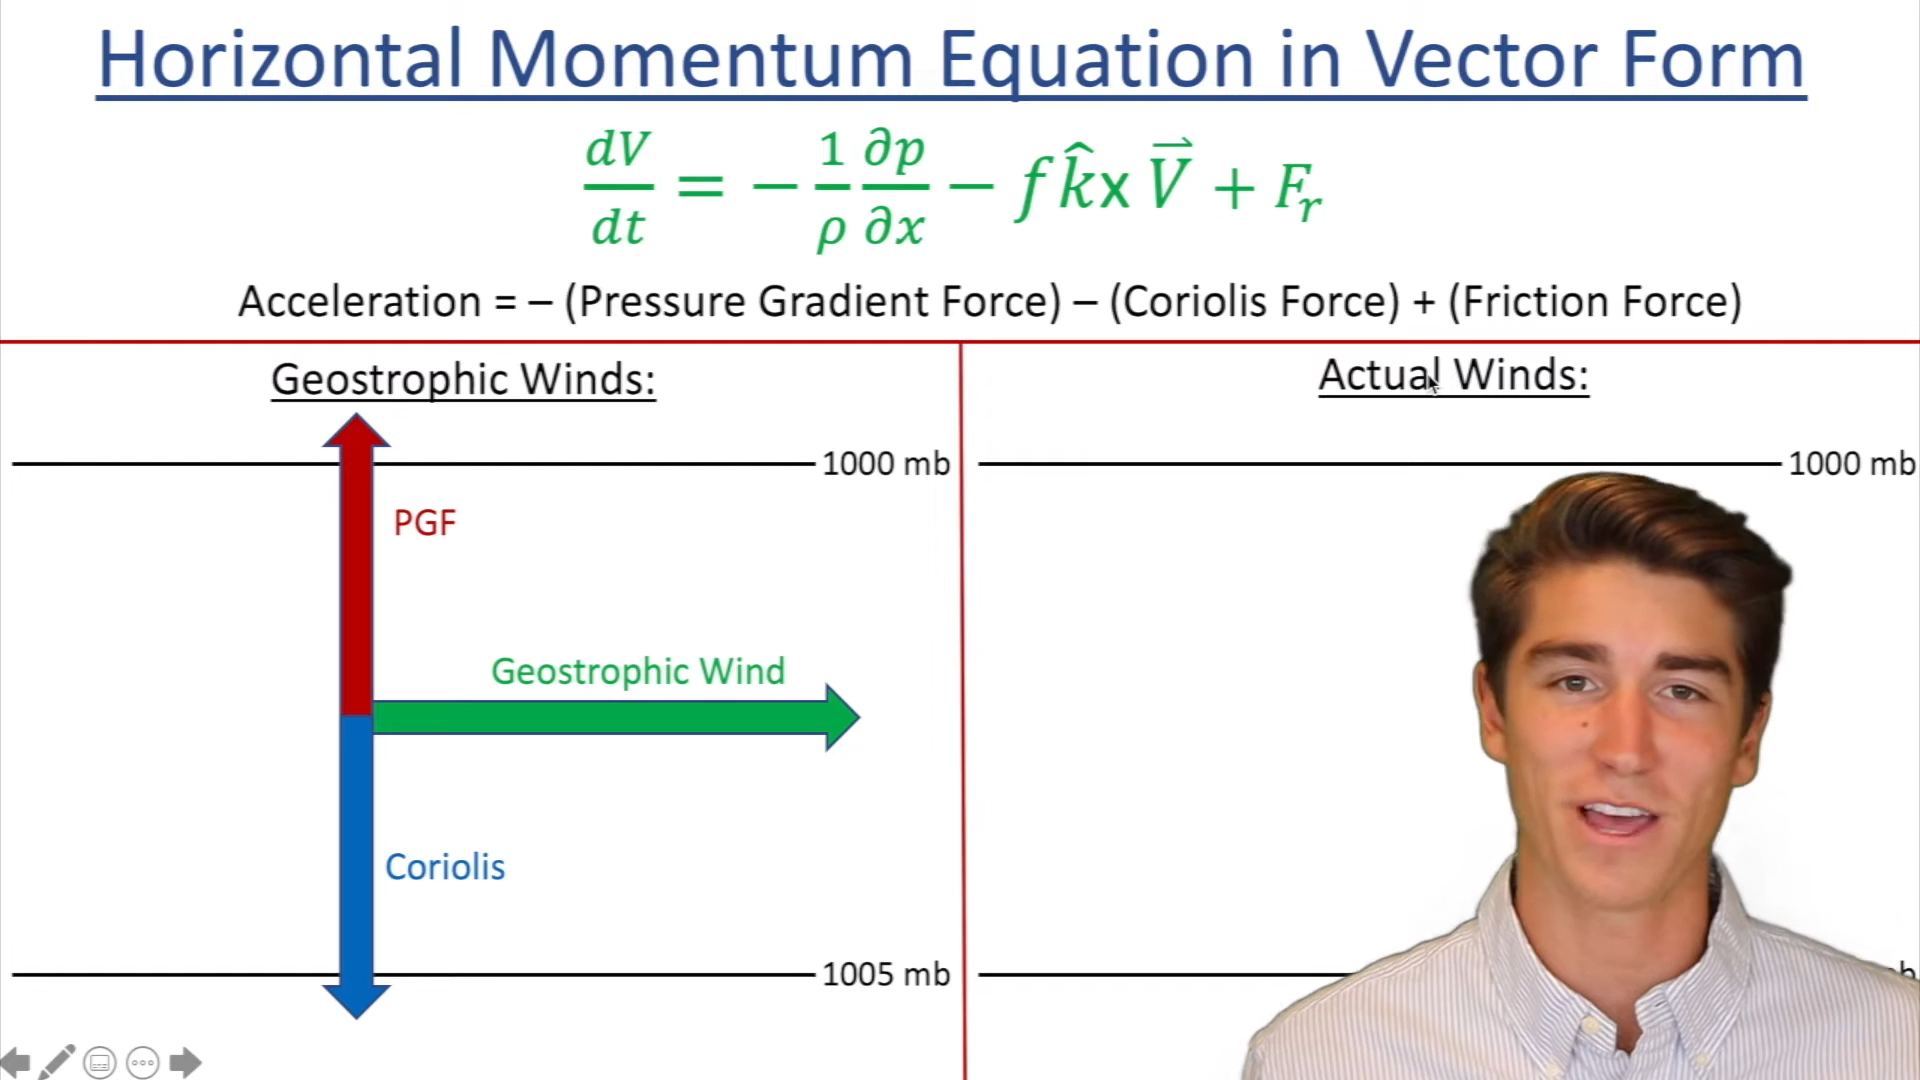 Horizontal Momentum Equation in Vector Form
dV/dt = − 1/ρ ∂p/∂x − f k̂ x V⃗ + Fᵣ
Acceleration = – (Pressure Gradient Force) – (Coriolis Force) + (Friction Force)
Geostrophic Winds:
1000 mb
PGF
Geostrophic Wind
Coriolis
1005 mb
Actual Winds:
1000 mb
b